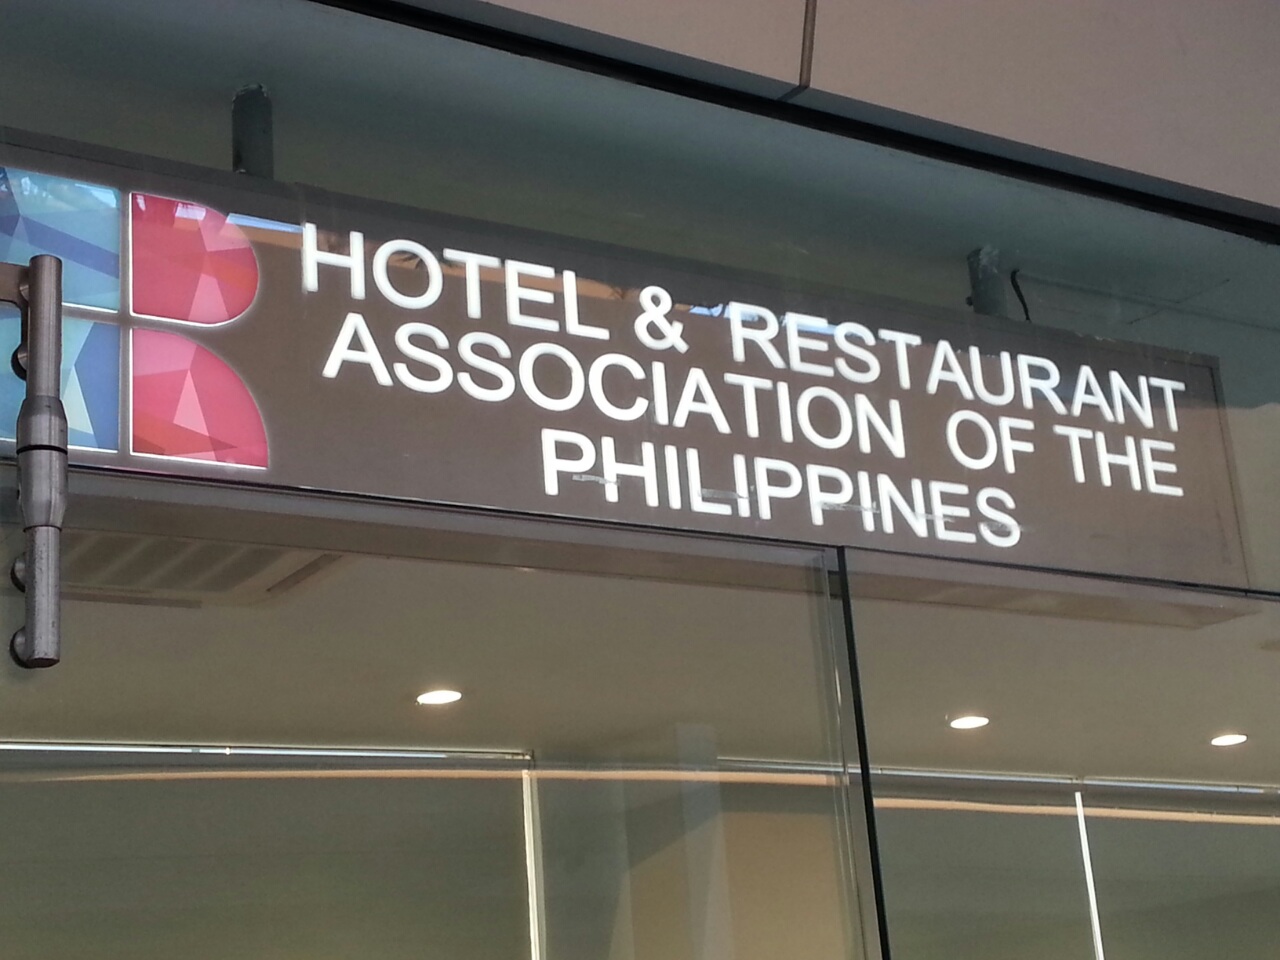 HOTEL & RESTAURANT
ASSOCIATION OF THE
PHILIPPINES